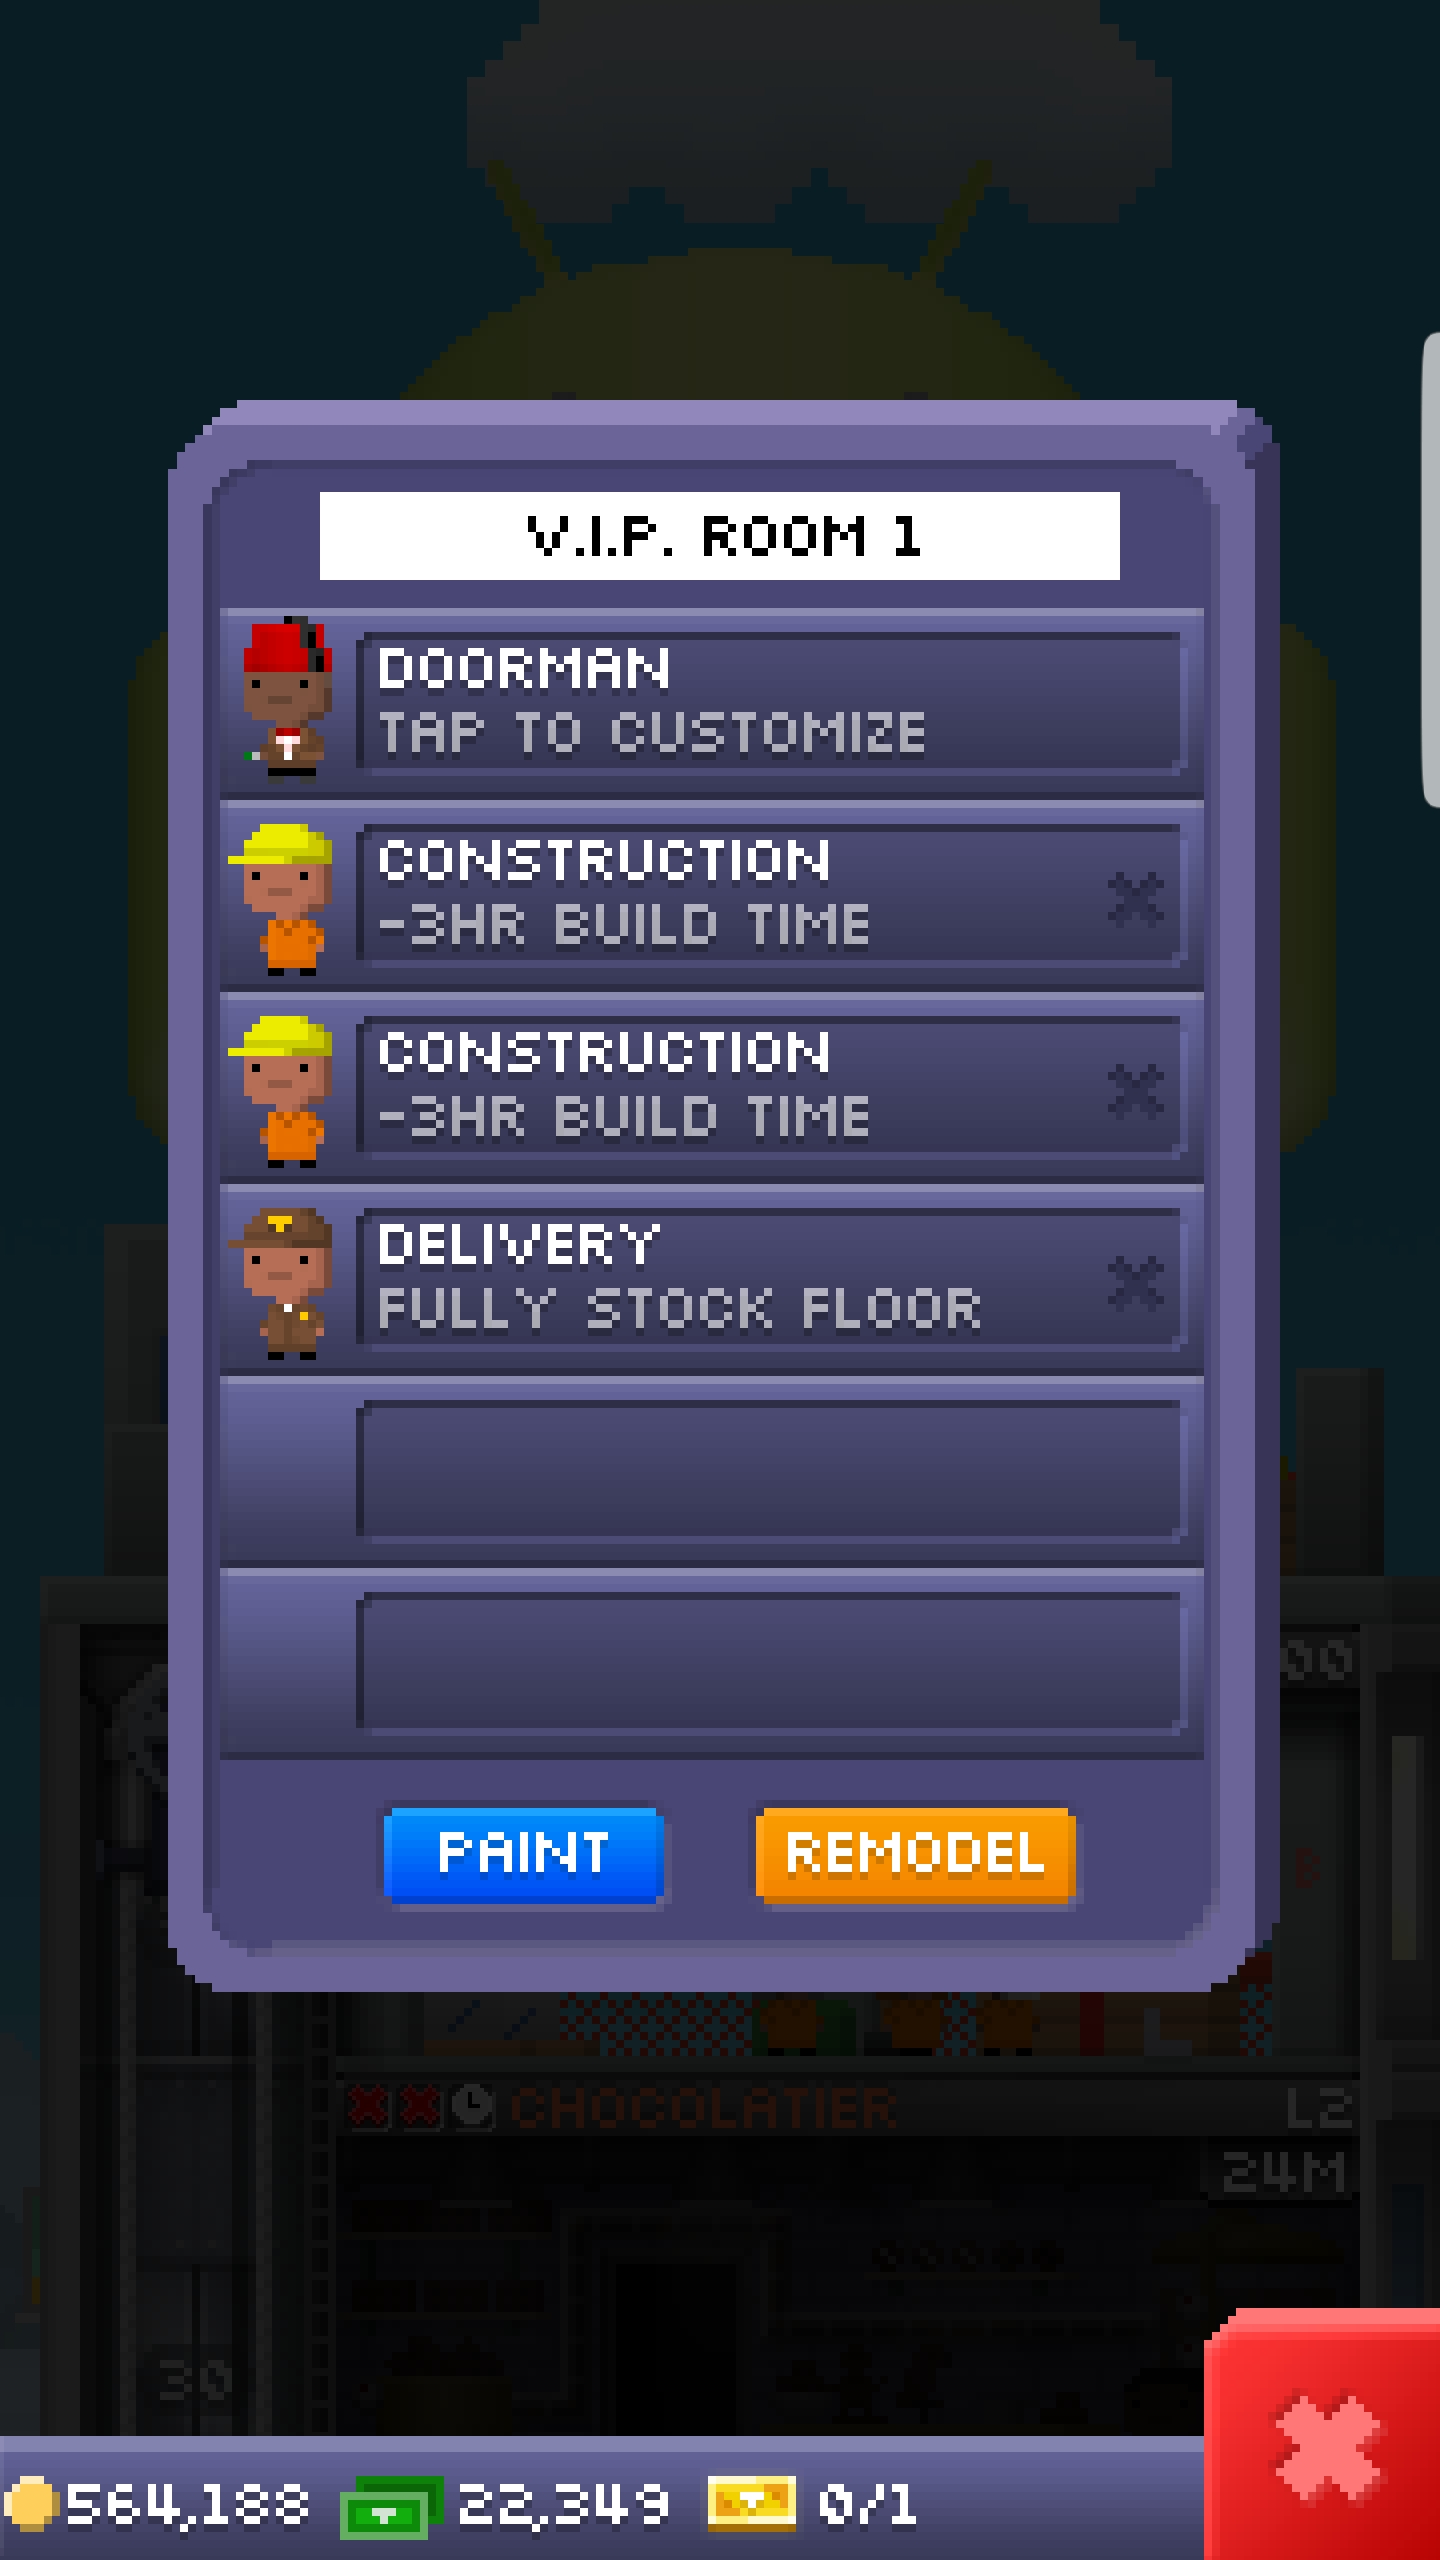 V.I.P. ROOM 1
DOORMAN
TAP TO CUSTOMIZE
CONSTRUCTION
-3HR BUILD TIME
CONSTRUCTION
-3HR BUILD TIME
DELIVERY
FULLY STOCK FLOOR
00
PAINT
REMODEL
B
CHOCOLATIER
L2
24M
30
564,188
22,349
0/1